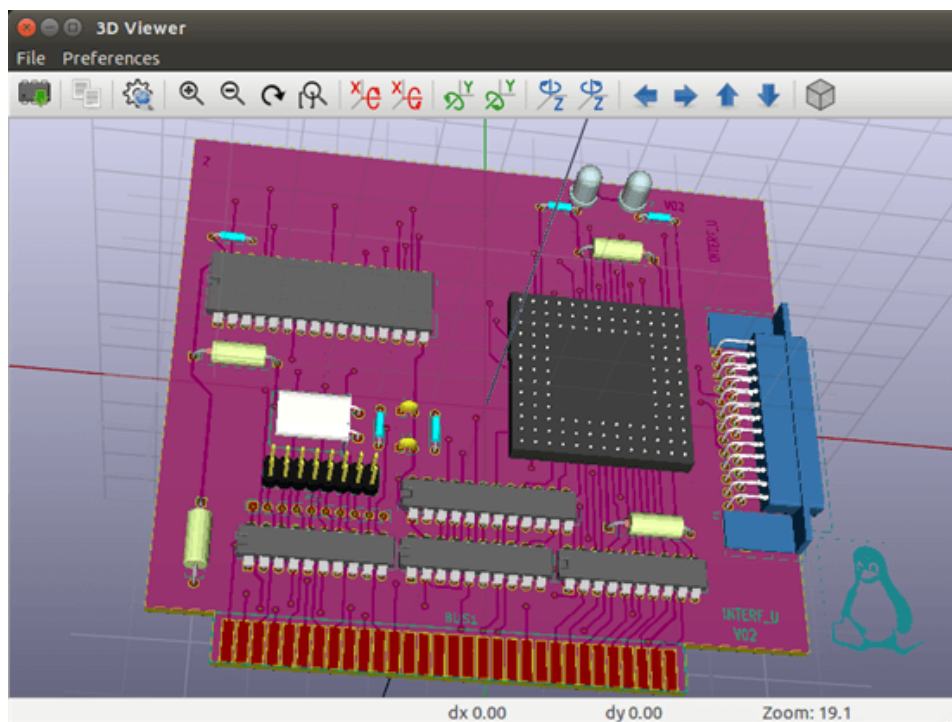 3D Viewer
File Preferences
V02
INTERF_U
BUS1
INTERF_U
V02
dx 0.00 dy 0.00 Zoom: 19.1